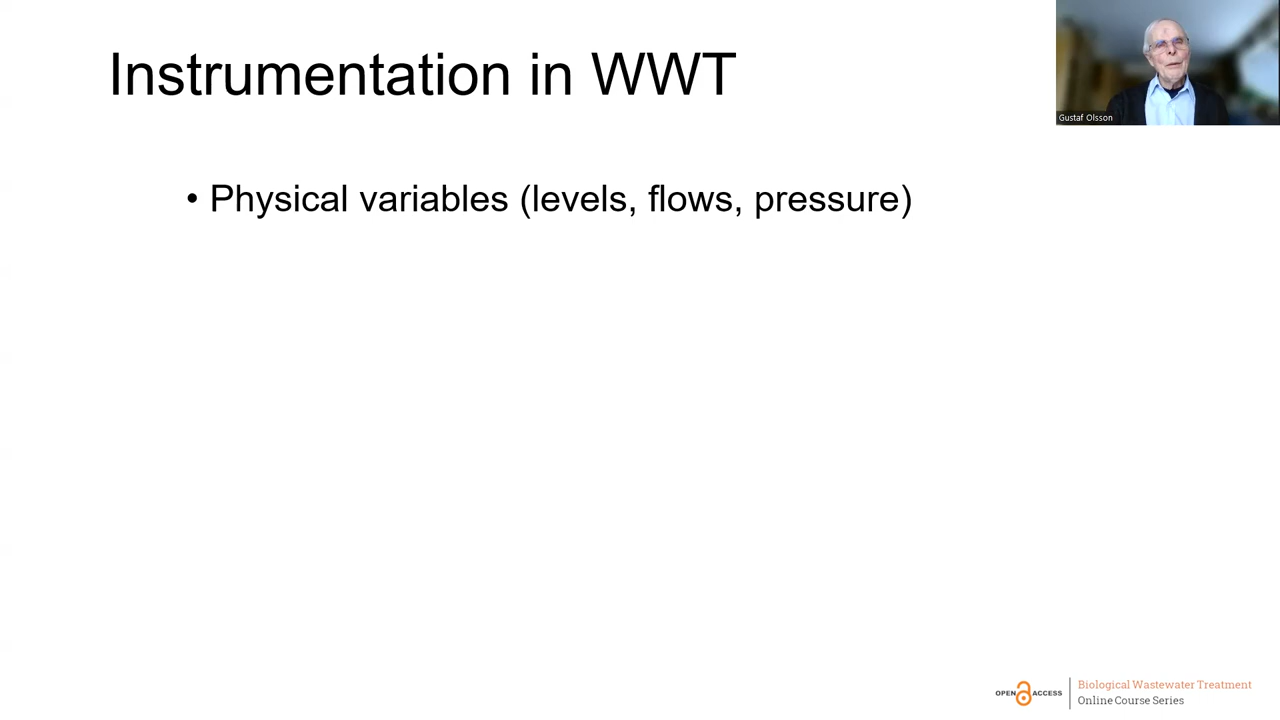 Instrumentation in WWT
Gustaf Olsson
• Physical variables (levels, flows, pressure)
OPEN ACCESS
Biological Wastewater Treatment
Online Course Series